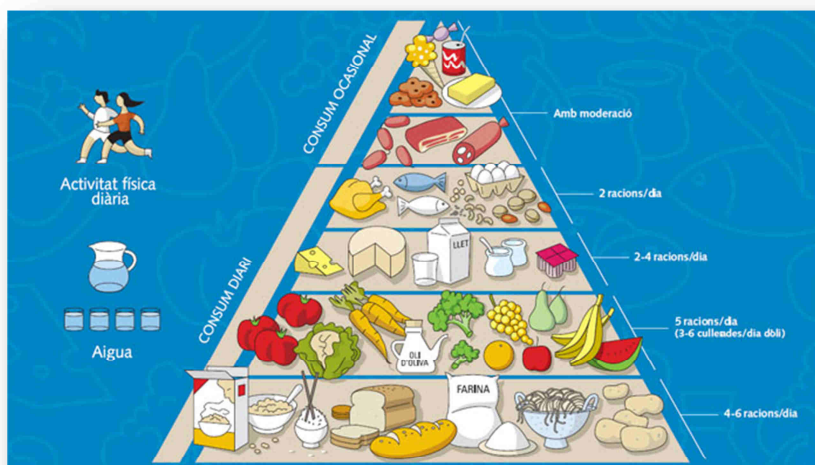 CONSUM OCASIONAL
Amb moderació
Activitat física
diària
2 racions/dia
LLET
2-4 racions/dia
CONSUM DIARI
Aigua
OLI
D'OLIVA
5 racions/dia
(3-6 cullerades/dia dòli)
FARINA
4-6 racions/dia